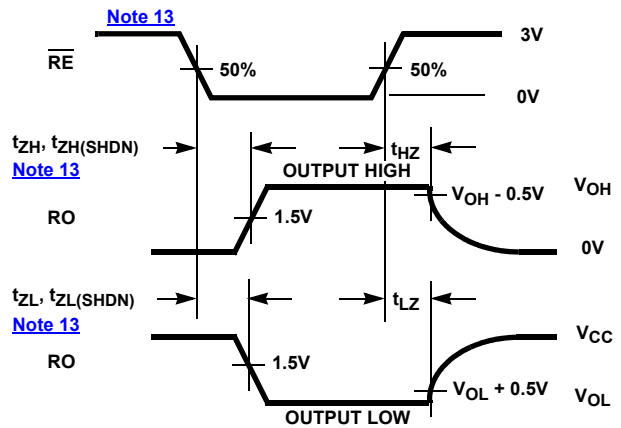 Note 13
3V
RE
50%
50%
0V
tZH, tZH(SHDN)
Note 13
tHZ
OUTPUT HIGH
VOH - 0.5V
VOH
RO
1.5V
0V
tZL, tZL(SHDN)
Note 13
tLZ
VCC
RO
1.5V
VOL + 0.5V
VOL
OUTPUT LOW